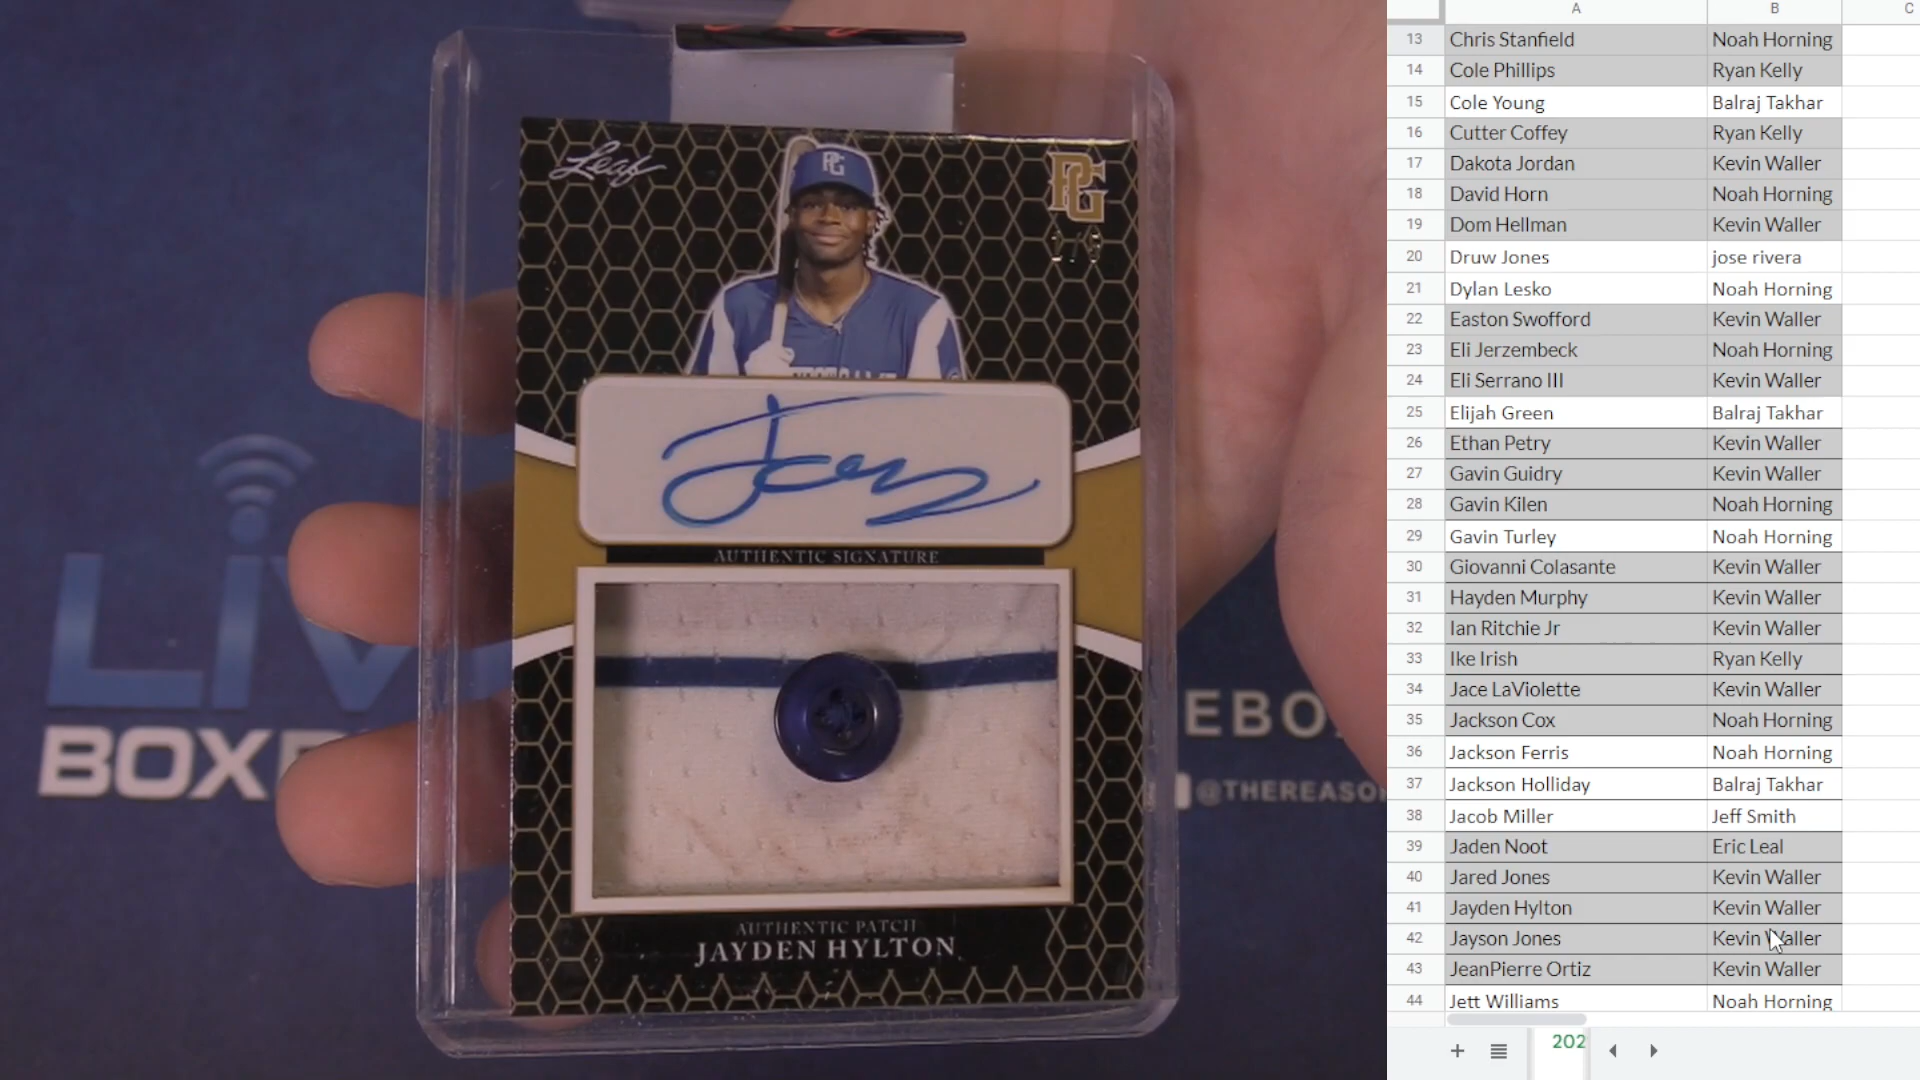 Leaf
PG
PG
AUTHENTIC SIGNATURE
AUTHENTIC PATCH
JAYDEN HYLTON
LIV
BOX
EBO
@THEREASO
A B C
13 Chris Stanfield Noah Horning
14 Cole Phillips Ryan Kelly
15 Cole Young Balraj Takhar
16 Cutter Coffey Ryan Kelly
17 Dakota Jordan Kevin Waller
18 David Horn Noah Horning
19 Dom Hellman Kevin Waller
20 Druw Jones jose rivera
21 Dylan Lesko Noah Horning
22 Easton Swofford Kevin Waller
23 Eli Jerzembeck Noah Horning
24 Eli Serrano III Kevin Waller
25 Elijah Green Balraj Takhar
26 Ethan Petry Kevin Waller
27 Gavin Guidry Kevin Waller
28 Gavin Kilen Noah Horning
29 Gavin Turley Noah Horning
30 Giovanni Colasante Kevin Waller
31 Hayden Murphy Kevin Waller
32 Ian Ritchie Jr Kevin Waller
33 Ike Irish Ryan Kelly
34 Jace LaViolette Kevin Waller
35 Jackson Cox Noah Horning
36 Jackson Ferris Noah Horning
37 Jackson Holliday Balraj Takhar
38 Jacob Miller Jeff Smith
39 Jaden Noot Eric Leal
40 Jared Jones Kevin Waller
41 Jayden Hylton Kevin Waller
42 Jayson Jones Kevin Waller
43 JeanPierre Ortiz Kevin Waller
44 Jett Williams Noah Horning
202